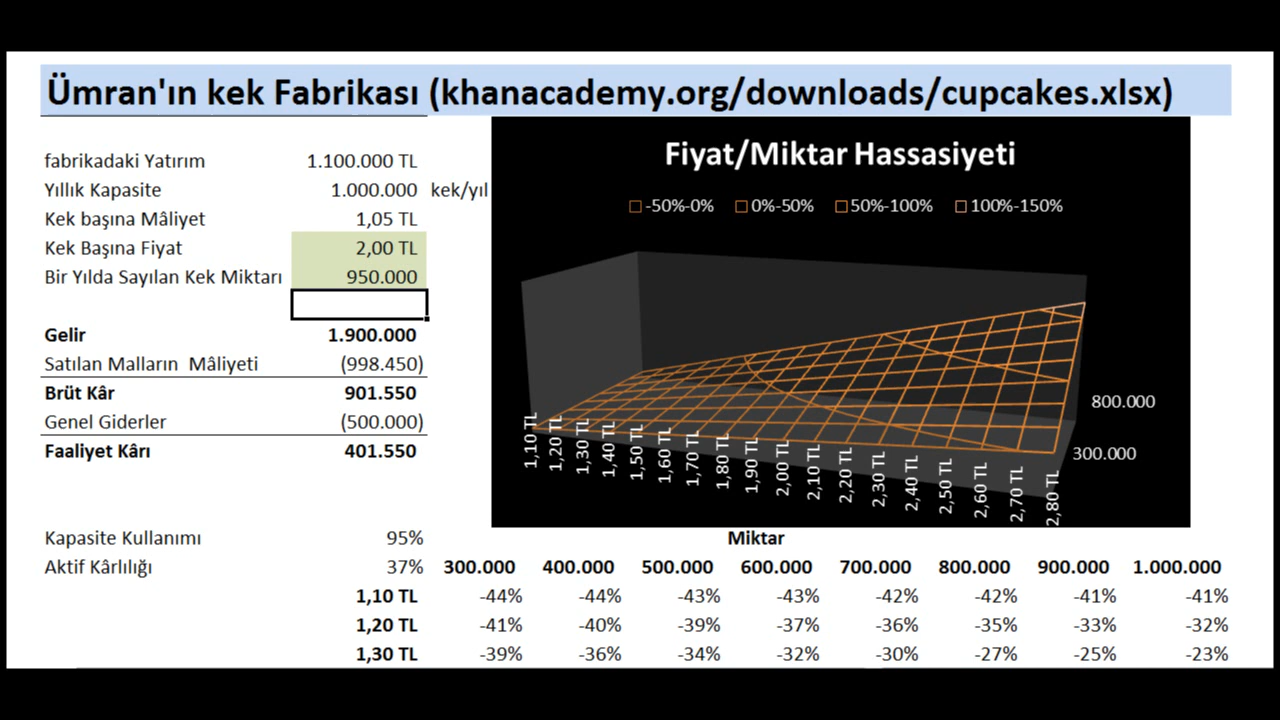 Ümran'ın kek Fabrikası (khanacademy.org/downloads/cupcakes.xlsx)
fabrikadaki Yatırım 1.100.000 TL
Yıllık Kapasite 1.000.000 kek/yıl
Kek başına Mâliyet 1,05 TL
Kek Başına Fiyat 2,00 TL
Bir Yılda Sayılan Kek Miktarı 950.000
Gelir 1.900.000
Satılan Malların Mâliyeti (998.450)
Brüt Kâr 901.550
Genel Giderler (500.000)
Faaliyet Kârı 401.550
Fiyat/Miktar Hassasiyeti
-50%-0% 0%-50% 50%-100% 100%-150%
800.000
300.000
1,10 TL 1,20 TL 1,30 TL 1,40 TL 1,50 TL 1,60 TL 1,70 TL 1,80 TL 1,90 TL 2,00 TL 2,10 TL 2,20 TL 2,30 TL 2,40 TL 2,50 TL 2,60 TL 2,70 TL 2,80 TL
Kapasite Kullanımı 95% Miktar
Aktif Kârlılığı 37% 300.000 400.000 500.000 600.000 700.000 800.000 900.000 1.000.000
1,10 TL -44% -44% -43% -43% -42% -42% -41% -41%
1,20 TL -41% -40% -39% -37% -36% -35% -33% -32%
1,30 TL -39% -36% -34% -32% -30% -27% -25% -23%